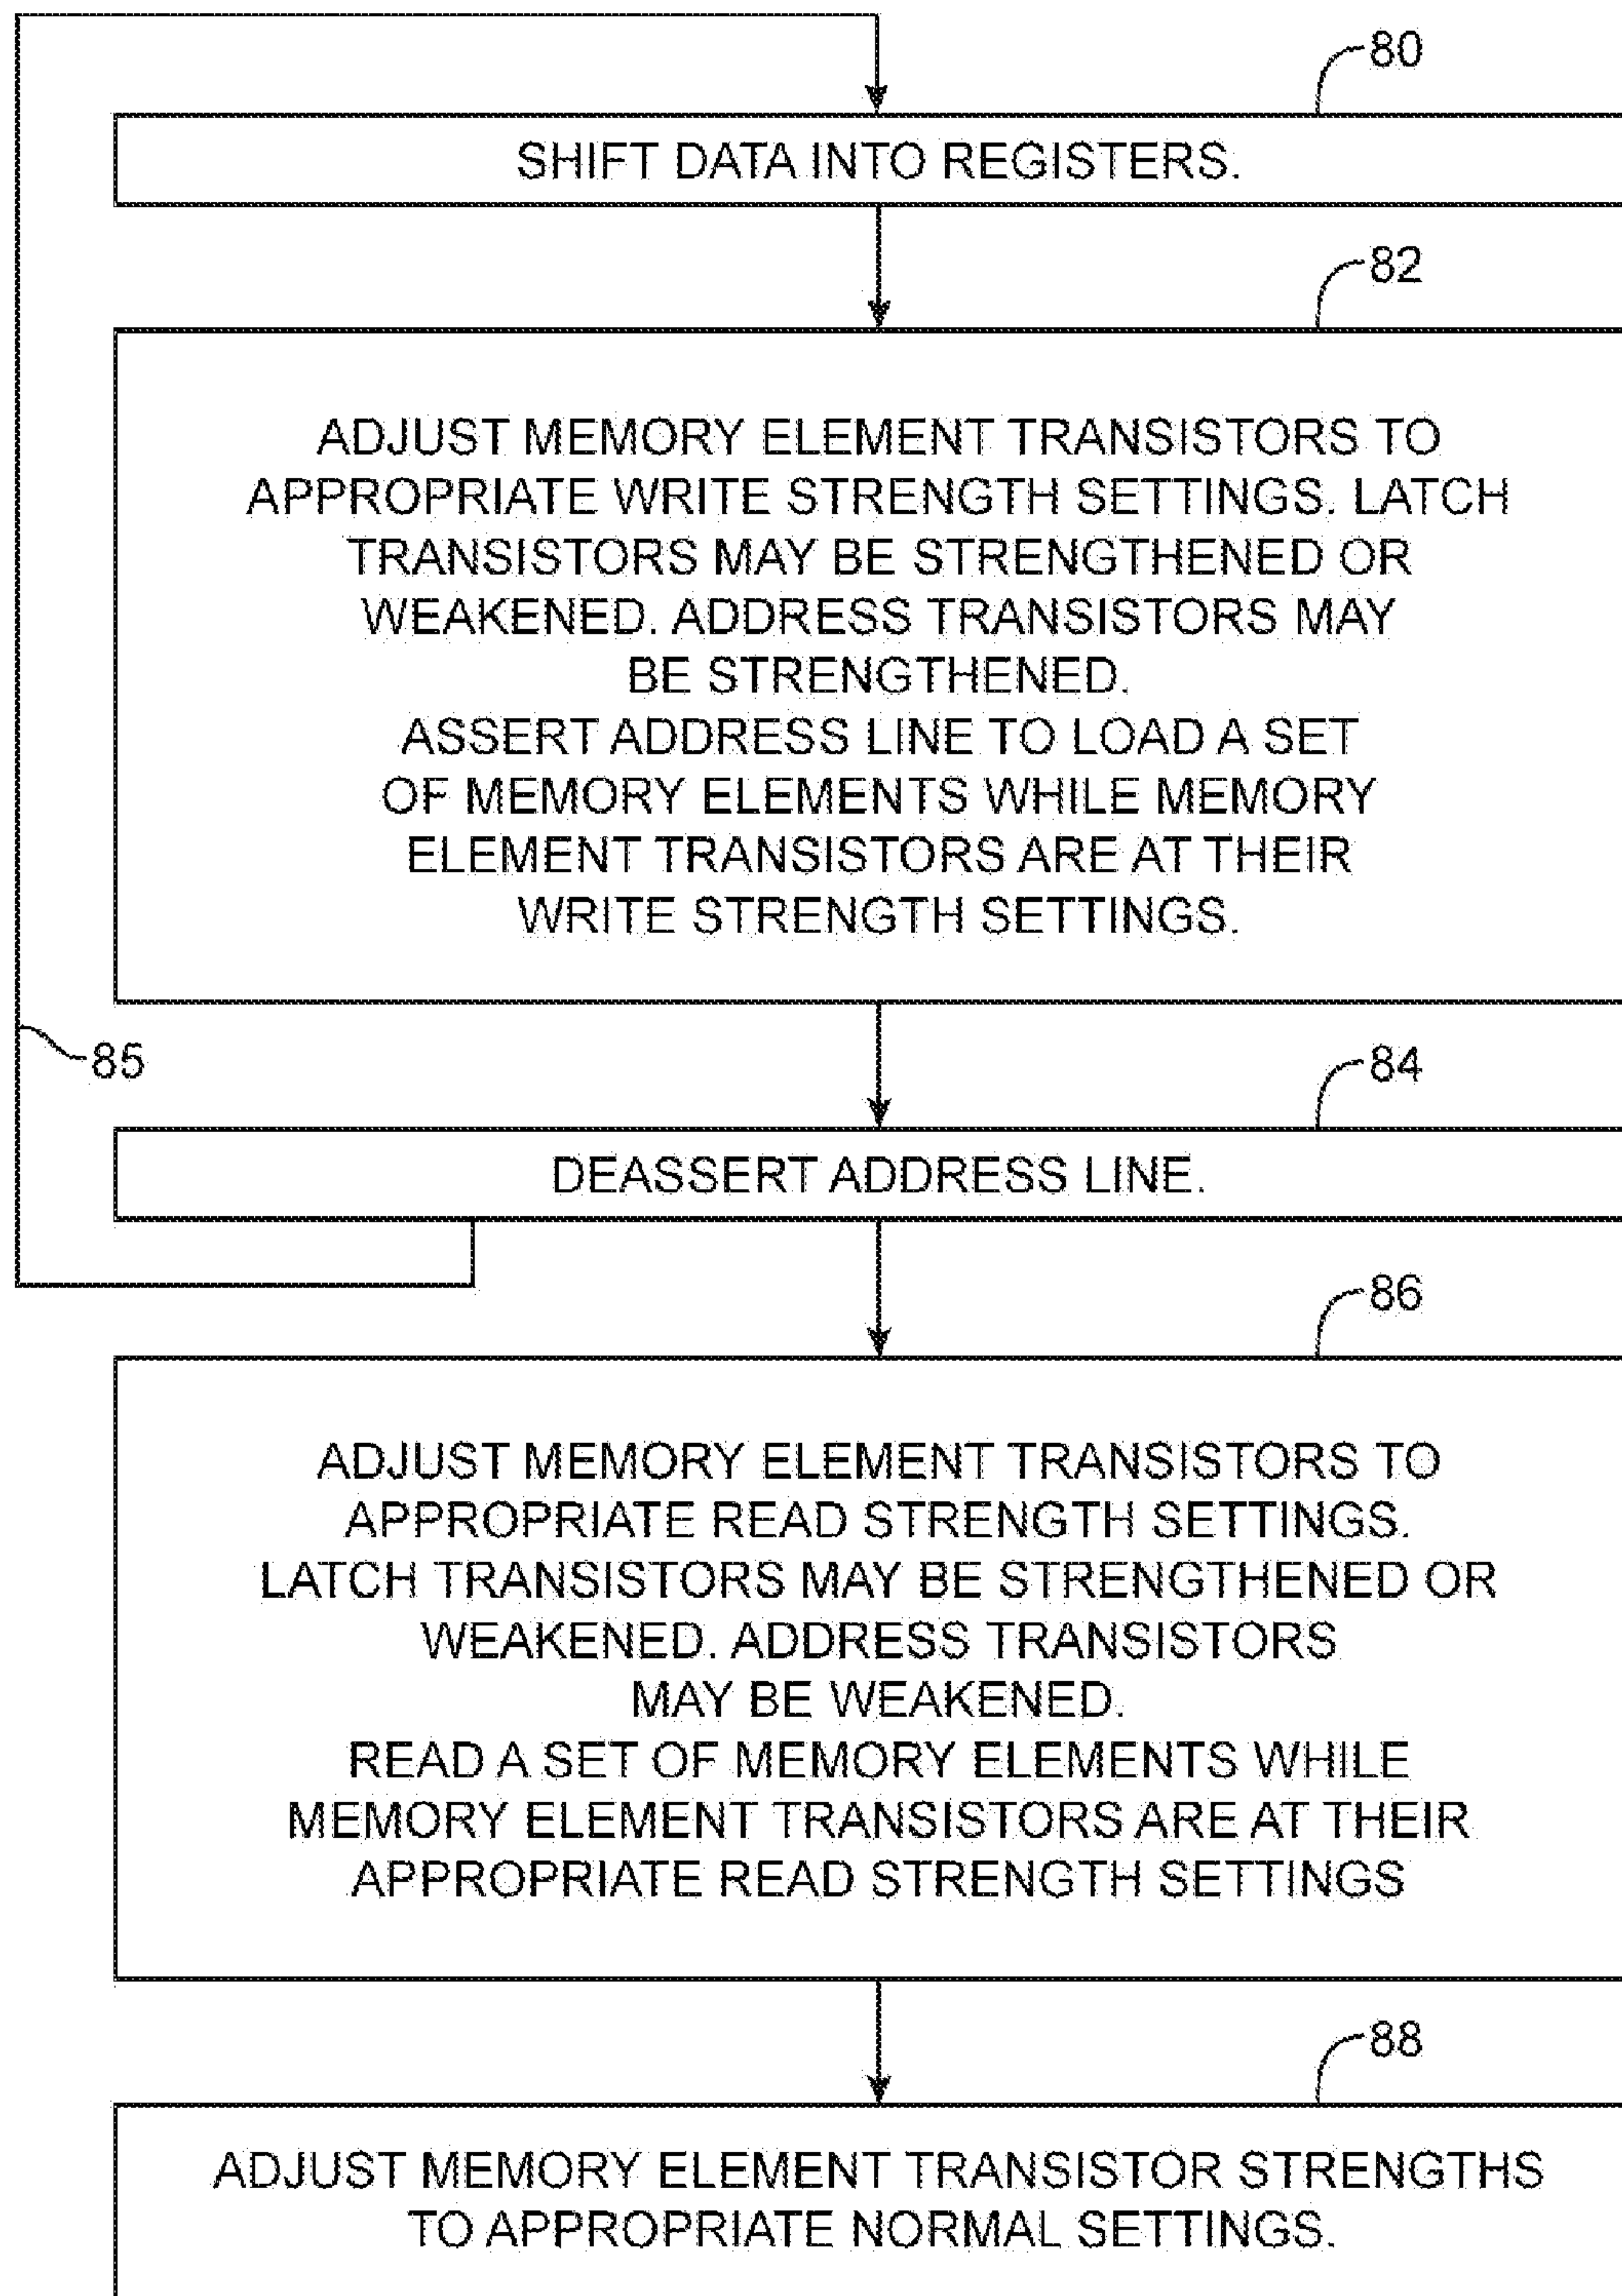 80
SHIFT DATA INTO REGISTERS.
82
ADJUST MEMORY ELEMENT TRANSISTORS TO
APPROPRIATE WRITE STRENGTH SETTINGS. LATCH
TRANSISTORS MAY BE STRENGTHENED OR
WEAKENED. ADDRESS TRANSISTORS MAY
BE STRENGTHENED.
ASSERT ADDRESS LINE TO LOAD A SET
OF MEMORY ELEMENTS WHILE MEMORY
ELEMENT TRANSISTORS ARE AT THEIR
WRITE STRENGTH SETTINGS.
85
84
DEASSERT ADDRESS LINE.
86
ADJUST MEMORY ELEMENT TRANSISTORS TO
APPROPRIATE READ STRENGTH SETTINGS.
LATCH TRANSISTORS MAY BE STRENGTHENED OR
WEAKENED. ADDRESS TRANSISTORS
MAY BE WEAKENED.
READ A SET OF MEMORY ELEMENTS WHILE
MEMORY ELEMENT TRANSISTORS ARE AT THEIR
APPROPRIATE READ STRENGTH SETTINGS
88
ADJUST MEMORY ELEMENT TRANSISTOR STRENGTHS
TO APPROPRIATE NORMAL SETTINGS.